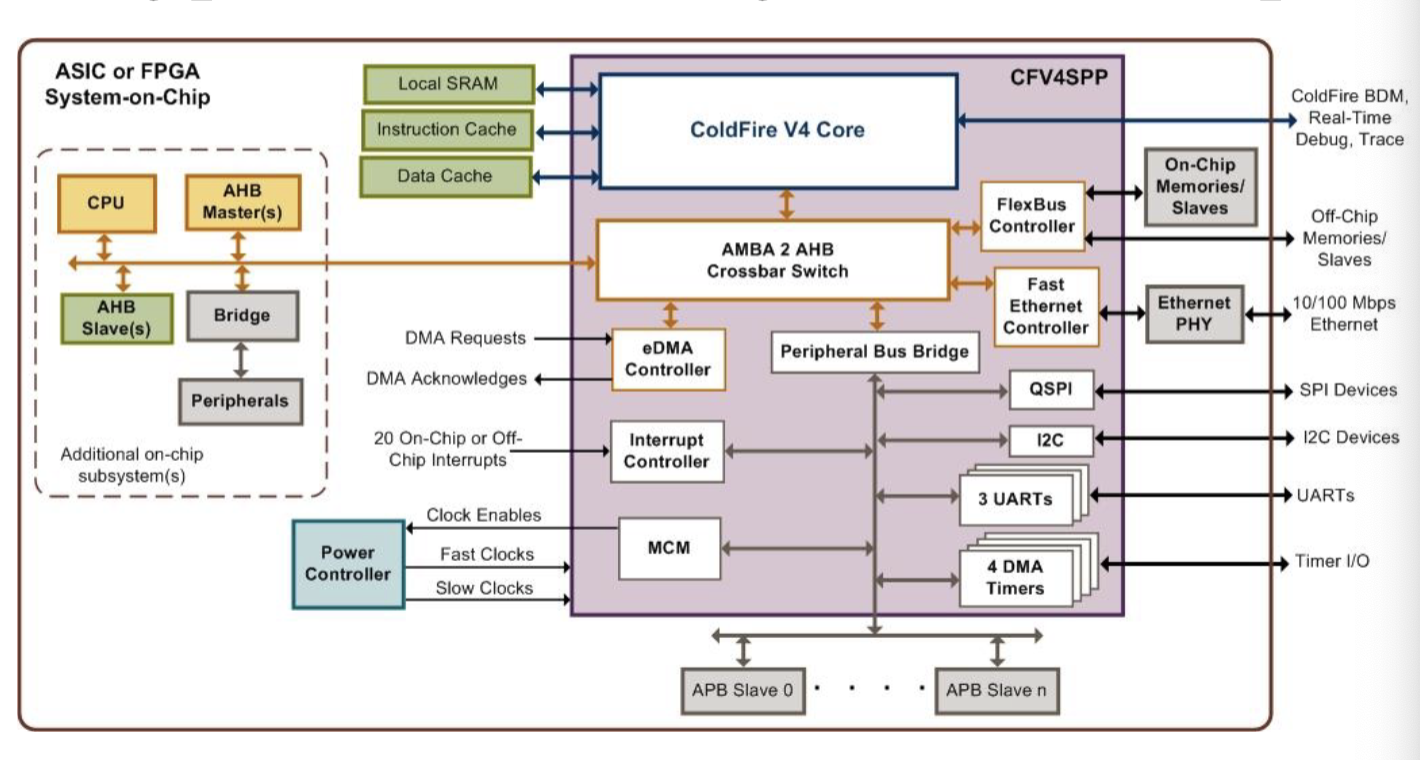 ASIC or FPGA
System-on-Chip
Local SRAM
Instruction Cache
Data Cache
CFV4SPP
ColdFire V4 Core
ColdFire BDM,
Real-Time
Debug, Trace
CPU
AHB
Master(s)
AHB
Slave(s)
Bridge
Peripherals
Additional on-chip
subsystem(s)
AMBA 2 AHB
Crossbar Switch
FlexBus
Controller
On-Chip
Memories/
Slaves
Off-Chip
Memories/
Slaves
Fast
Ethernet
Controller
Ethernet
PHY
10/100 Mbps
Ethernet
DMA Requests
DMA Acknowledges
eDMA
Controller
Peripheral Bus Bridge
QSPI
SPI Devices
20 On-Chip or Off-
Chip Interrupts
Interrupt
Controller
I2C
I2C Devices
3 UARTs
UARTs
Power
Controller
Clock Enables
Fast Clocks
Slow Clocks
MCM
4 DMA
Timers
Timer I/O
APB Slave 0
. . . .
APB Slave n